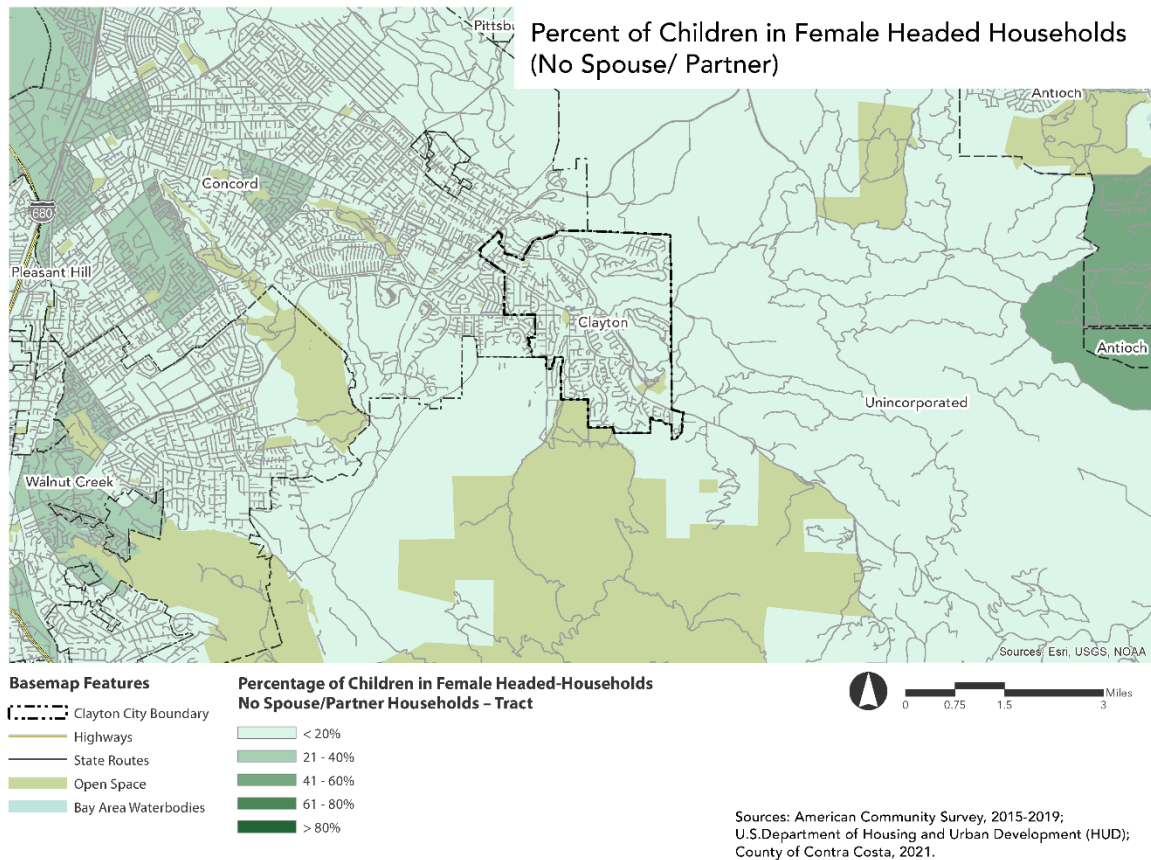 Percent of Children in Female Headed Households
(No Spouse/ Partner)
Pittsbu
Antioch
Concord
680
Pleasant Hill
Clayton
Antioch
Unincorporated
Walnut Creek
Sources: Esri, USGS, NOAA
Basemap Features
Clayton City Boundary
Highways
State Routes
Open Space
Bay Area Waterbodies
Percentage of Children in Female Headed-Households
No Spouse/Partner Households – Tract
< 20%
21 - 40%
41 - 60%
61 - 80%
> 80%
Miles
0 0.75 1.5 3
Sources: American Community Survey, 2015-2019;
U.S.Department of Housing and Urban Development (HUD);
County of Contra Costa, 2021.